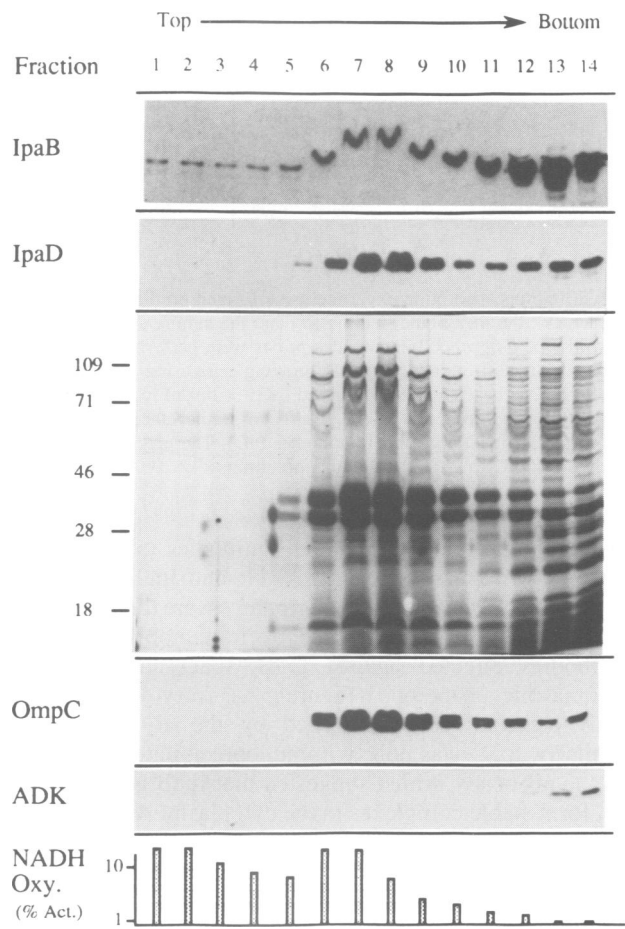 Top Bottom
Fraction 1 2 3 4 5 6 7 8 9 10 11 12 13 14
IpaB
IpaD
109
71
46
28
18
OmpC
ADK
NADH
Oxy.
(% Act.)
10
1